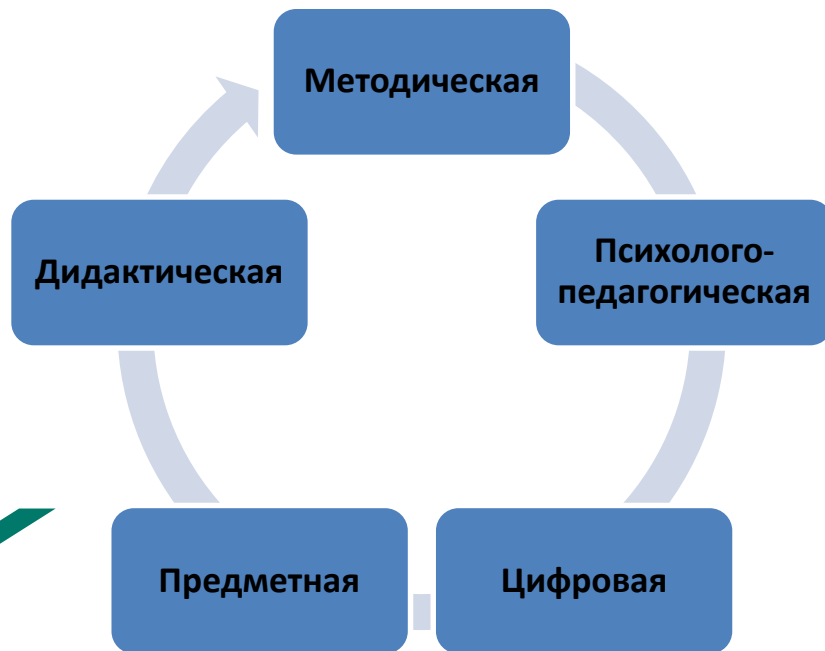 Методическая
Психолого-
педагогическая
Цифровая
Предметная
Дидактическая